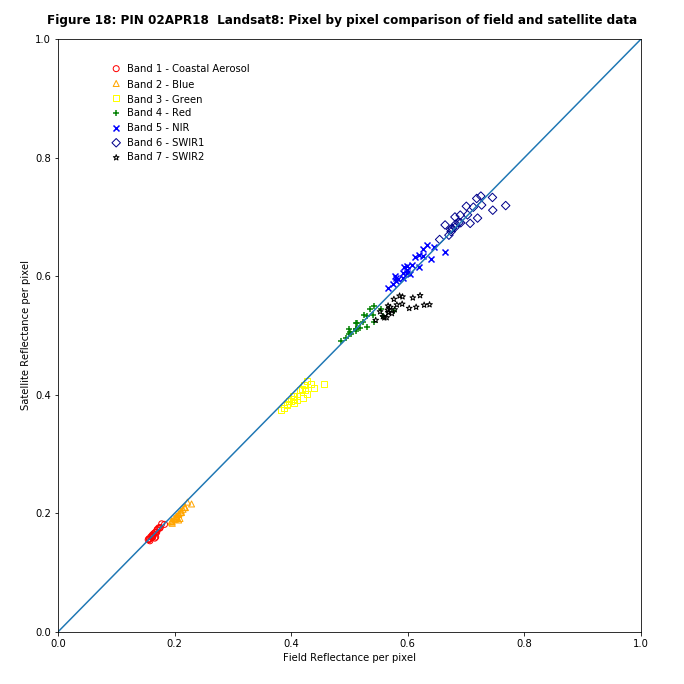 Figure 18: PIN 02APR18  Landsat8: Pixel by pixel comparison of field and satellite data
1.0
0.8
0.6
0.4
0.2
0.0
Satellite Reflectance per pixel
Band 1 - Coastal Aerosol
Band 2 - Blue
Band 3 - Green
Band 4 - Red
Band 5 - NIR
Band 6 - SWIR1
Band 7 - SWIR2
0.0 0.2 0.4 0.6 0.8 1.0
Field Reflectance per pixel